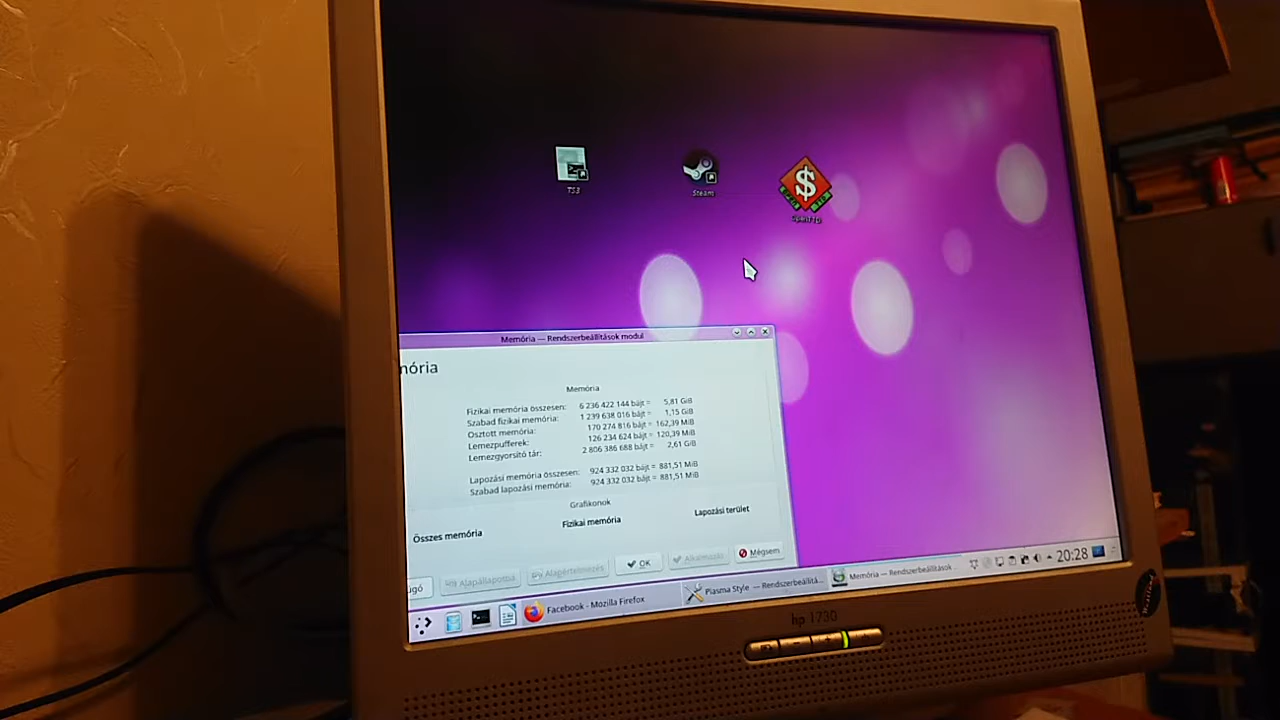 TS3
Steam
OpenTTD
$
Memória — Rendszerbeállítások modul
mória
Memória
Fizikai memória összesen: 6 236 422 144 bájt = 5,81 GiB
Szabad fizikai memória: 1 239 638 016 bájt = 1,15 GiB
Osztott memória: 170 274 816 bájt = 162,39 MiB
Lemezpufferek: 126 234 624 bájt = 120,39 MiB
Lemezgyorsító tár: 2 806 386 688 bájt = 2,61 GiB
Lapozási memória összesen: 924 332 032 bájt = 881,51 MiB
Szabad lapozási memória: 924 332 032 bájt = 881,51 MiB
Grafikonok
Összes memória Fizikai memória Lapozási terület
úgó Alapállapotba Alapértelmezés OK Alkalmazás Mégsem
Facebook - Mozilla Firefox Plasma Style — Rendszerbeállítá... Memória — Rendszerbeállítások ... 20:28
hp 1730